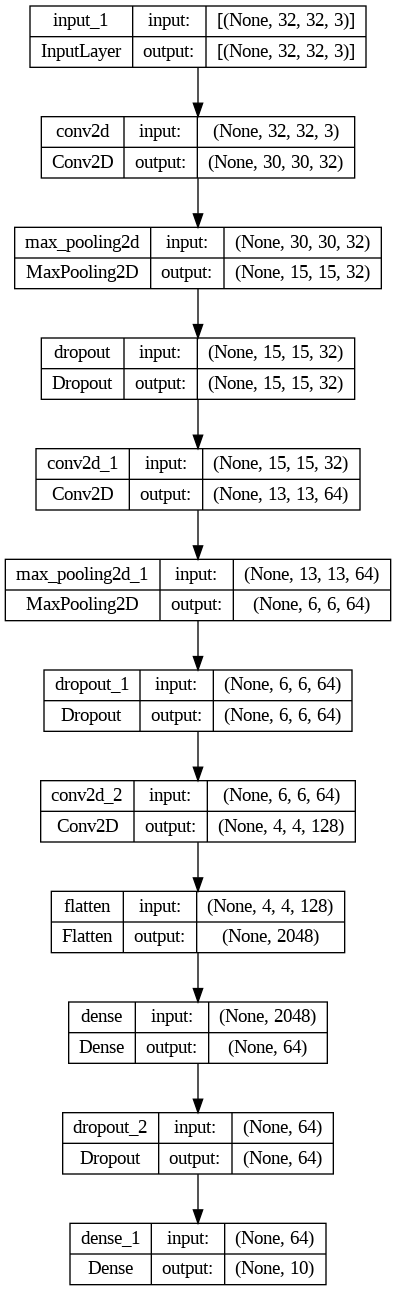 input_1 input: [(None, 32, 32, 3)]
InputLayer output: [(None, 32, 32, 3)]
conv2d input: (None, 32, 32, 3)
Conv2D output: (None, 30, 30, 32)
max_pooling2d input: (None, 30, 30, 32)
MaxPooling2D output: (None, 15, 15, 32)
dropout input: (None, 15, 15, 32)
Dropout output: (None, 15, 15, 32)
conv2d_1 input: (None, 15, 15, 32)
Conv2D output: (None, 13, 13, 64)
max_pooling2d_1 input: (None, 13, 13, 64)
MaxPooling2D output: (None, 6, 6, 64)
dropout_1 input: (None, 6, 6, 64)
Dropout output: (None, 6, 6, 64)
conv2d_2 input: (None, 6, 6, 64)
Conv2D output: (None, 4, 4, 128)
flatten input: (None, 4, 4, 128)
Flatten output: (None, 2048)
dense input: (None, 2048)
Dense output: (None, 64)
dropout_2 input: (None, 64)
Dropout output: (None, 64)
dense_1 input: (None, 64)
Dense output: (None, 10)